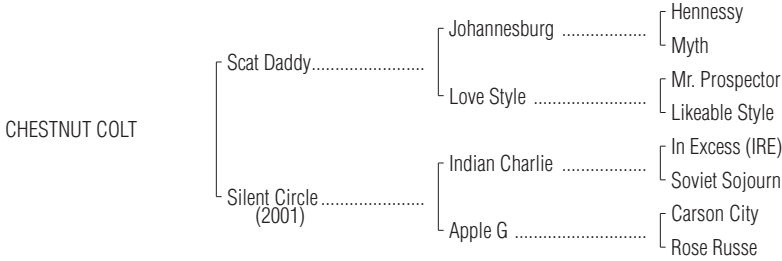 Hennessy
Johannesburg ......................
Myth
Scat Daddy........................
Mr. Prospector
Love Style ........................
Likeable Style
CHESTNUT COLT
In Excess (IRE)
Indian Charlie ..................
Soviet Sojourn
Silent Circle......................
(2001)
Carson City
Apple G ............................
Rose Russe